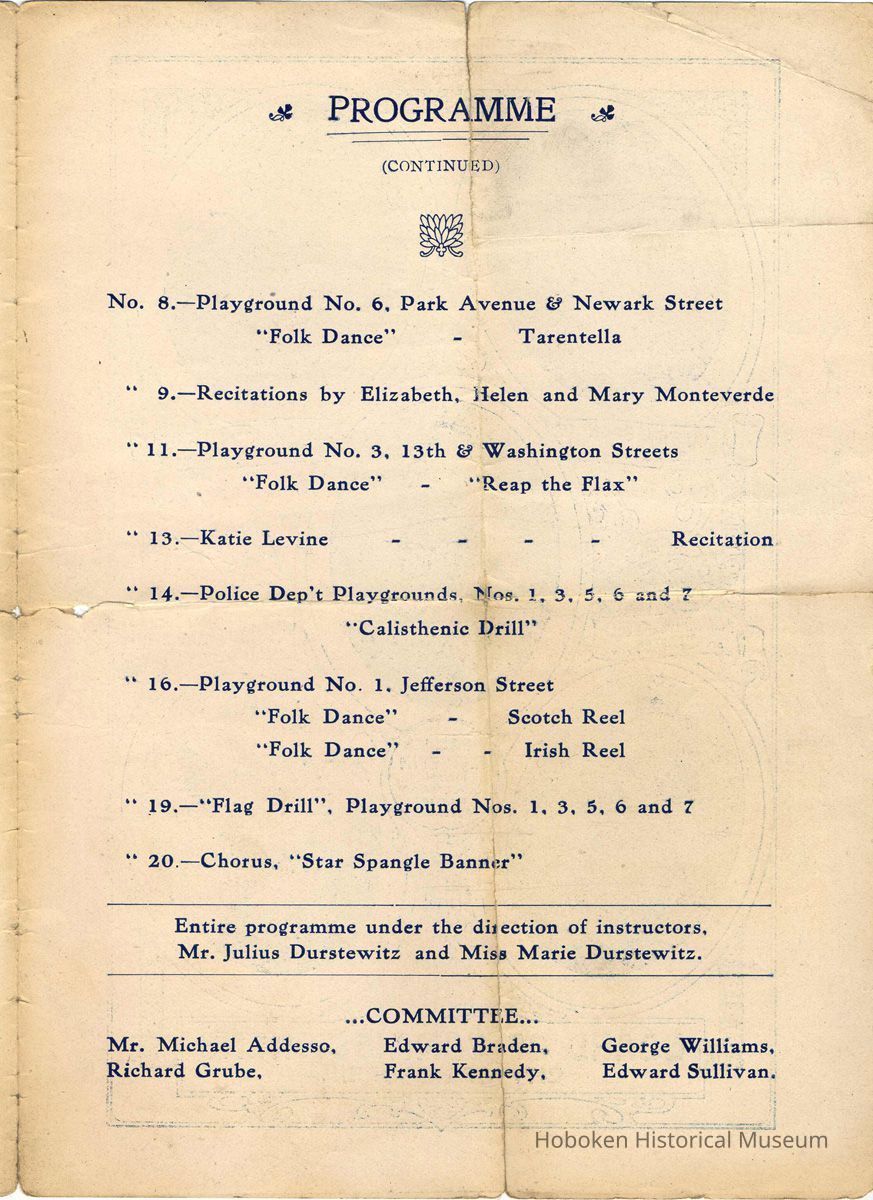 PROGRAMME
(CONTINUED)
No. 8.—Playground No. 6, Park Avenue & Newark Street
“Folk Dance” - Tarentella
“ 9.—Recitations by Elizabeth, Helen and Mary Monteverde
“ 11.—Playground No. 3, 13th & Washington Streets
“Folk Dance” - “Reap the Flax”
“ 13.—Katie Levine - - - - Recitation
“ 14.—Police Dep't Playgrounds, Nos. 1, 3, 5, 6 and 7
“Calisthenic Drill”
“ 16.—Playground No. 1, Jefferson Street
“Folk Dance” - Scotch Reel
“Folk Dance” - - Irish Reel
“ 19.—“Flag Drill”, Playground Nos. 1, 3, 5, 6 and 7
“ 20.—Chorus, “Star Spangle Banner”
Entire programme under the direction of instructors,
Mr. Julius Durstewitz and Miss Marie Durstewitz.
...COMMITTEE...
Mr. Michael Addesso, Edward Braden, George Williams,
Richard Grube, Frank Kennedy, Edward Sullivan.
Hoboken Historical Museum